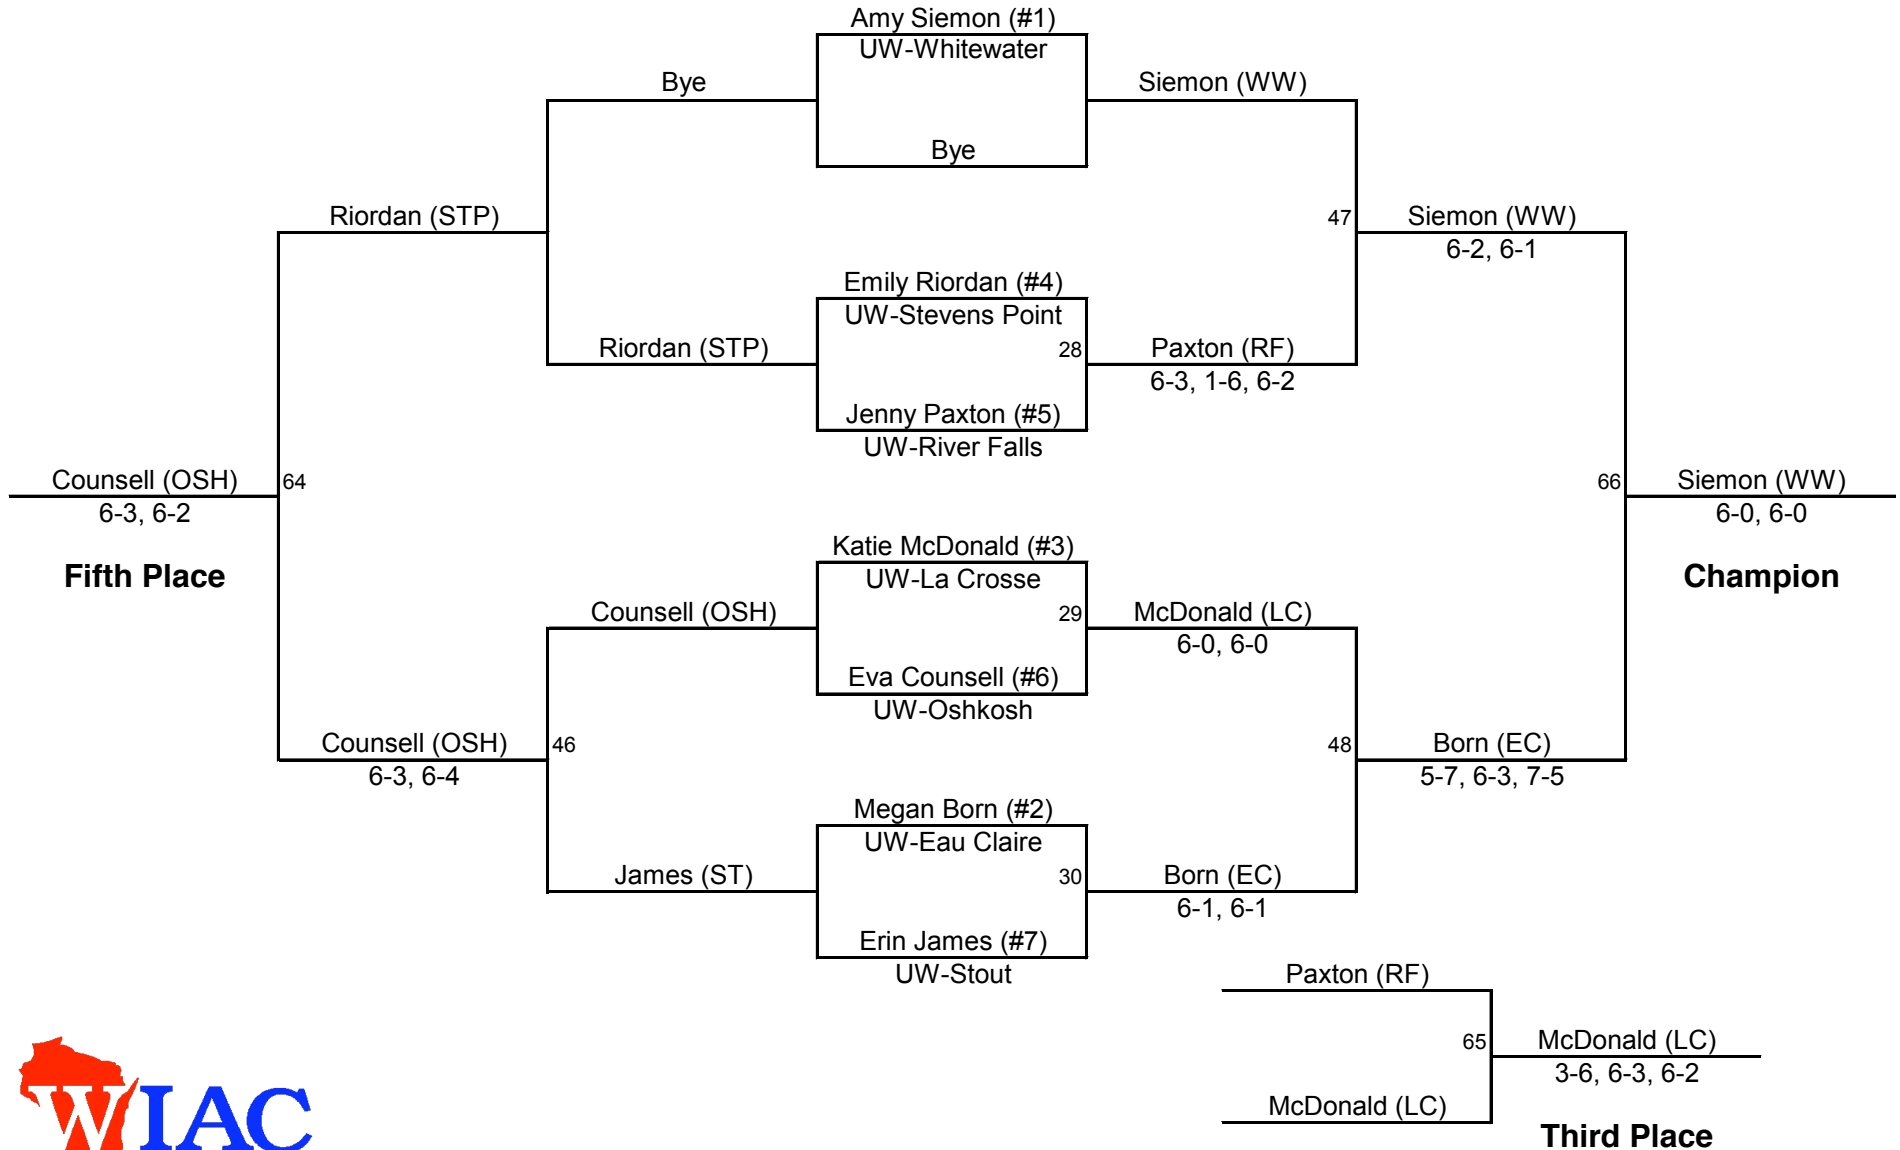 Amy Siemon (#1)
UW-Whitewater
Bye
Siemon (WW)
Bye
Riordan (STP)
47
Siemon (WW)
6-2, 6-1
Emily Riordan (#4)
UW-Stevens Point
Riordan (STP)
28
Paxton (RF)
6-3, 1-6, 6-2
Jenny Paxton (#5)
UW-River Falls
Counsell (OSH)
64
6-3, 6-2
Fifth Place
66
Siemon (WW)
6-0, 6-0
Champion
Katie McDonald (#3)
UW-La Crosse
Counsell (OSH)
29
McDonald (LC)
6-0, 6-0
Eva Counsell (#6)
UW-Oshkosh
Counsell (OSH)
46
6-3, 6-4
48
Born (EC)
5-7, 6-3, 7-5
Megan Born (#2)
UW-Eau Claire
James (ST)
30
Born (EC)
6-1, 6-1
Erin James (#7)
UW-Stout
Paxton (RF)
65
McDonald (LC)
3-6, 6-3, 6-2
McDonald (LC)
Third Place
WIAC